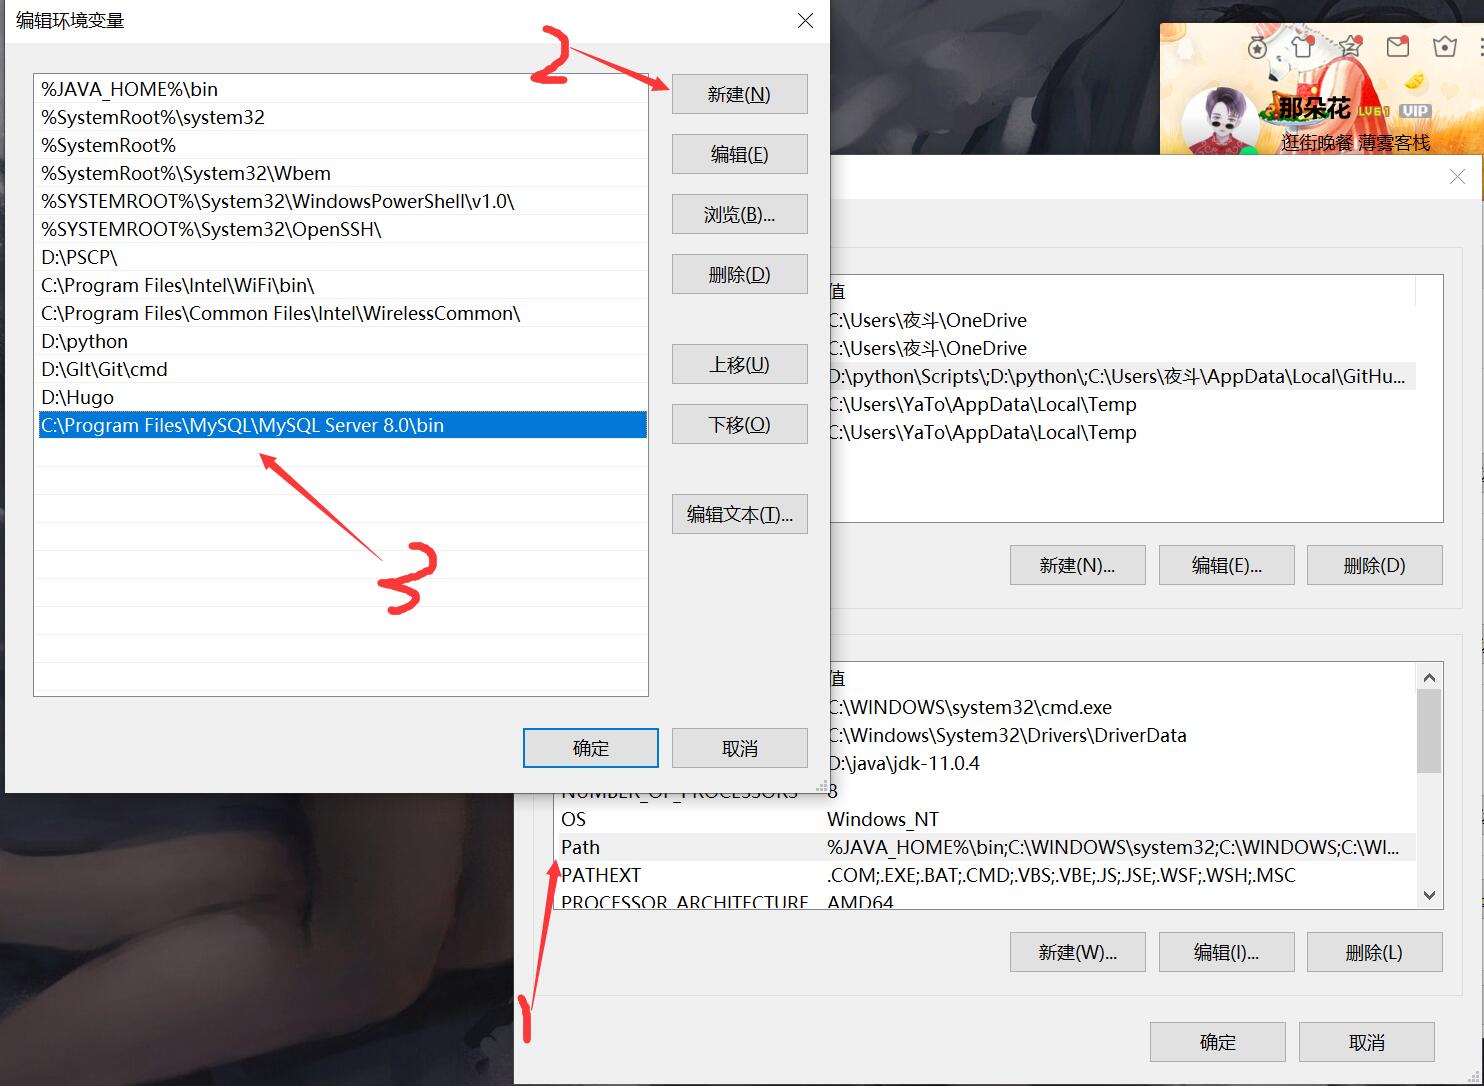 编辑环境变量
2
%JAVA_HOME%\bin
%SystemRoot%\system32
%SystemRoot%
%SystemRoot%\System32\Wbem
%SYSTEMROOT%\System32\WindowsPowerShell\v1.0\
%SYSTEMROOT%\System32\OpenSSH\
D:\PSCP\
C:\Program Files\Intel\WiFi\bin\
C:\Program Files\Common Files\Intel\WirelessCommon\
D:\python
D:\GIt\Git\cmd
D:\Hugo
C:\Program Files\MySQL\MySQL Server 8.0\bin
3
新建(N)
编辑(E)
浏览(B)...
删除(D)
上移(U)
下移(O)
编辑文本(T)...
确定
取消
那朵花 LV61 VIP
逛街晚餐 薄雾客栈
值
C:\Users\夜斗\OneDrive
C:\Users\夜斗\OneDrive
D:\python\Scripts\;D:\python\;C:\Users\夜斗\AppData\Local\GitHu...
C:\Users\YaTo\AppData\Local\Temp
C:\Users\YaTo\AppData\Local\Temp
新建(N)...
编辑(E)...
删除(D)
值
C:\WINDOWS\system32\cmd.exe
C:\Windows\System32\Drivers\DriverData
D:\java\jdk-11.0.4
NUMBER_OF_PROCESSORS 8
OS Windows_NT
Path %JAVA_HOME%\bin;C:\WINDOWS\system32;C:\WINDOWS;C:\WI...
PATHEXT .COM;.EXE;.BAT;.CMD;.VBS;.VBE;.JS;.JSE;.WSF;.WSH;.MSC
PROCESSOR_ARCHITECTURE AMD64
1
新建(W)...
编辑(I)...
删除(L)
确定
取消